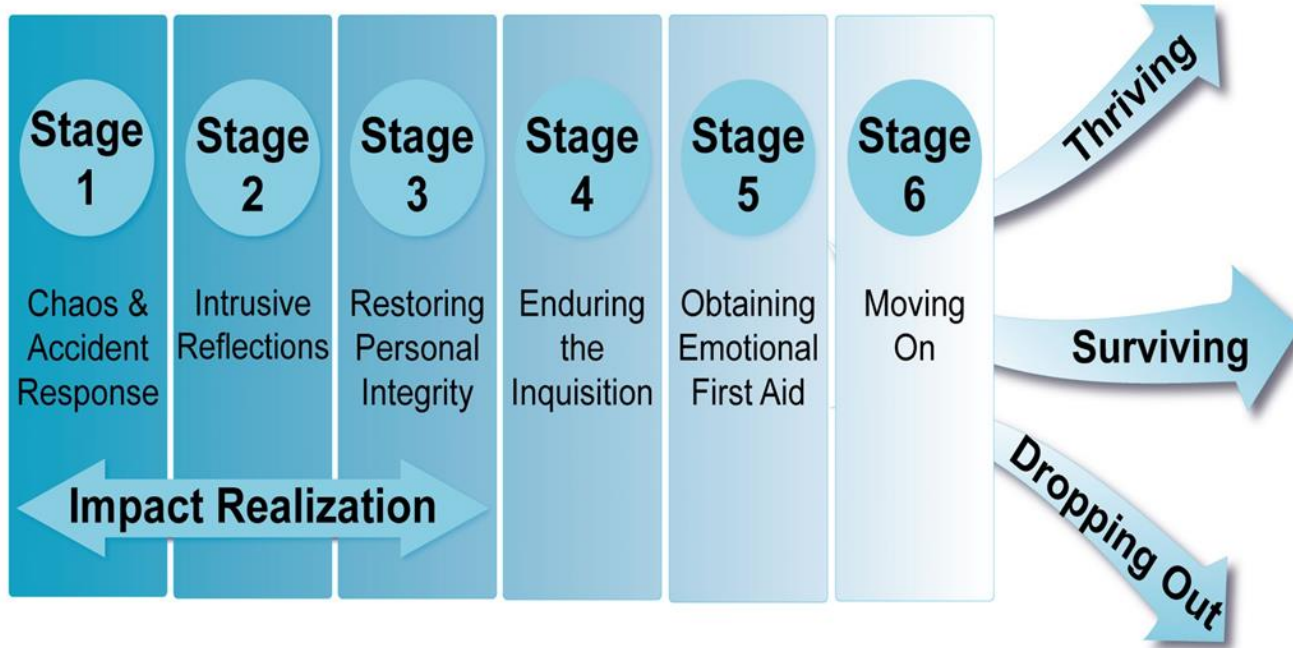 Stage
1
Chaos &
Accident
Response
Stage
2
Intrusive
Reflections
Stage
3
Restoring
Personal
Integrity
Impact Realization
Stage
4
Enduring
the
Inquisition
Stage
5
Obtaining
Emotional
First Aid
Stage
6
Moving
On
Thriving
Surviving
Dropping Out